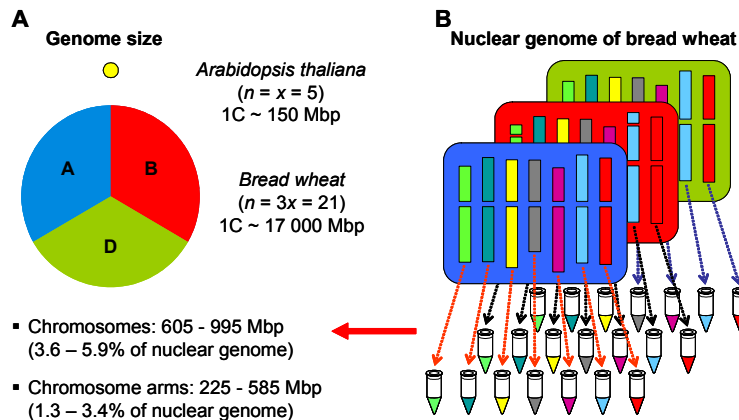 A
Genome size
Arabidopsis thaliana
(n = x = 5)
1C ~ 150 Mbp
A
B
D
Bread wheat
(n = 3x = 21)
1C ~ 17 000 Mbp
▪ Chromosomes: 605 - 995 Mbp
(3.6 – 5.9% of nuclear genome)
▪ Chromosome arms: 225 - 585 Mbp
(1.3 – 3.4% of nuclear genome)
B
Nuclear genome of bread wheat